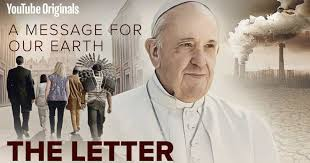 YouTube Originals
A MESSAGE FOR
OUR EARTH
THE LETTER